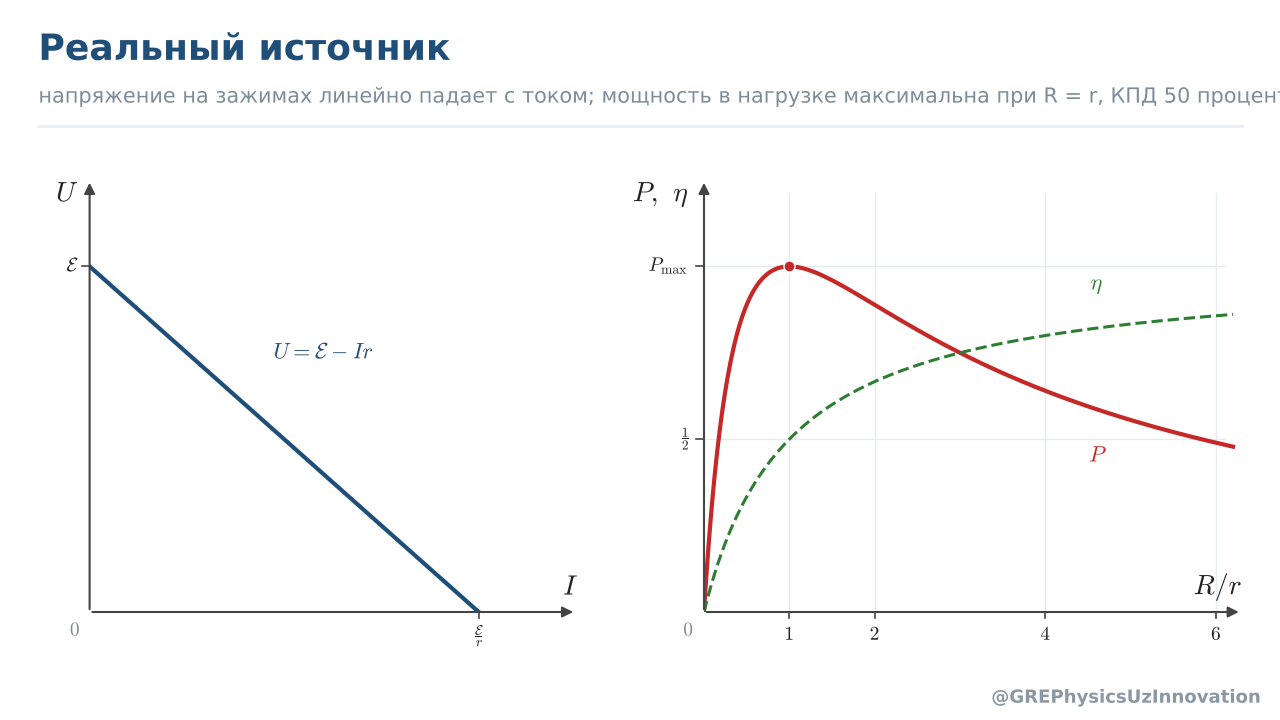 Реальный источник
напряжение на зажимах линейно падает с током; мощность в нагрузке максимальна при R = r, КПД 50 процент
U
ℰ
U = ℰ − Ir
I
0
ℰ/r
P, η
P_max
1/2
η
P
R/r
0
1
2
4
6
@GREPhysicsUzInnovation